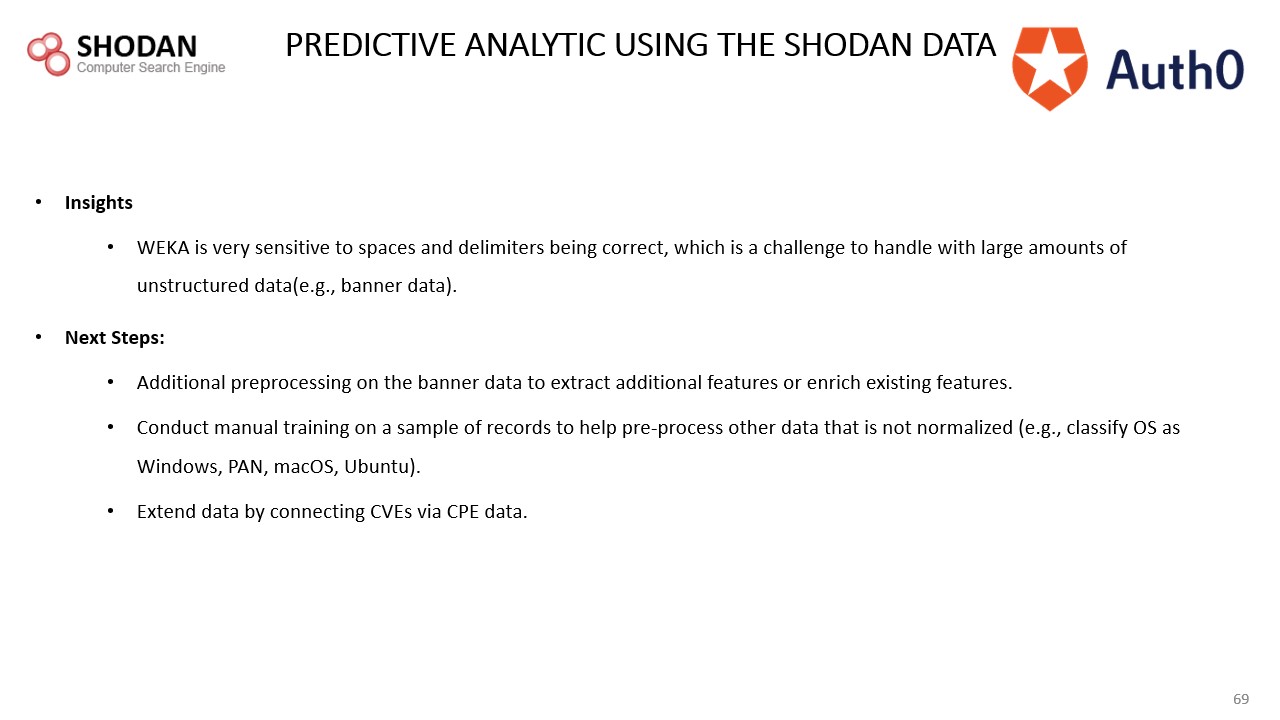 SHODAN
Computer Search Engine
PREDICTIVE ANALYTIC USING THE SHODAN DATA
Auth0
• Insights
• WEKA is very sensitive to spaces and delimiters being correct, which is a challenge to handle with large amounts of
unstructured data(e.g., banner data).
• Next Steps:
• Additional preprocessing on the banner data to extract additional features or enrich existing features.
• Conduct manual training on a sample of records to help pre-process other data that is not normalized (e.g., classify OS as
Windows, PAN, macOS, Ubuntu).
• Extend data by connecting CVEs via CPE data.
69